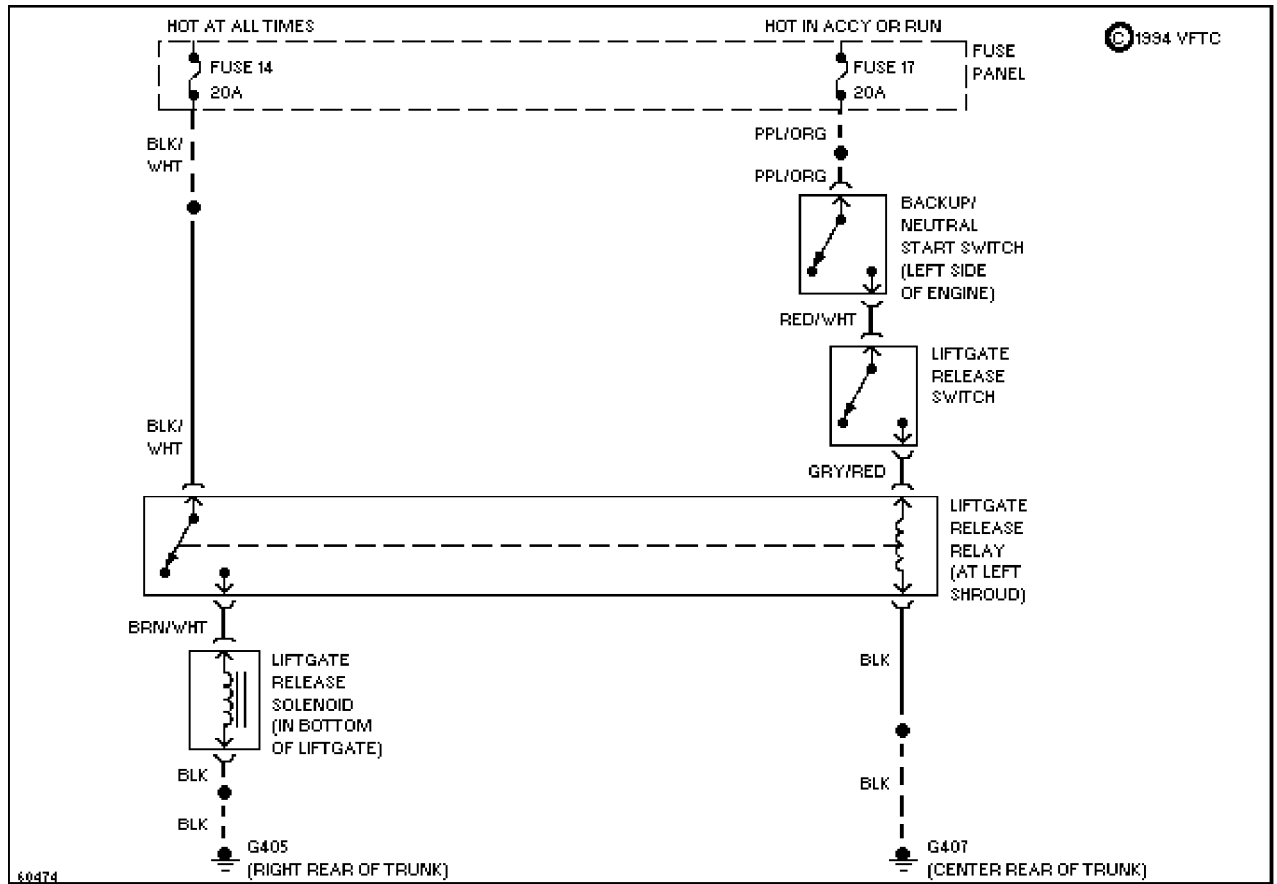 HOT AT ALL TIMES
HOT IN ACCY OR RUN
© 1994 VFTC
FUSE 14
20A
FUSE 17
20A
FUSE
PANEL
BLK/
WHT
PPL/ORG
PPL/ORG
BACKUP/
NEUTRAL
START SWITCH
(LEFT SIDE
OF ENGINE)
RED/WHT
LIFTGATE
RELEASE
SWITCH
BLK/
WHT
GRY/RED
LIFTGATE
RELEASE
RELAY
(AT LEFT
SHROUD)
BRN/WHT
LIFTGATE
RELEASE
SOLENOID
(IN BOTTOM
OF LIFTGATE)
BLK
BLK
BLK
BLK
G405
(RIGHT REAR OF TRUNK)
G407
(CENTER REAR OF TRUNK)
60474